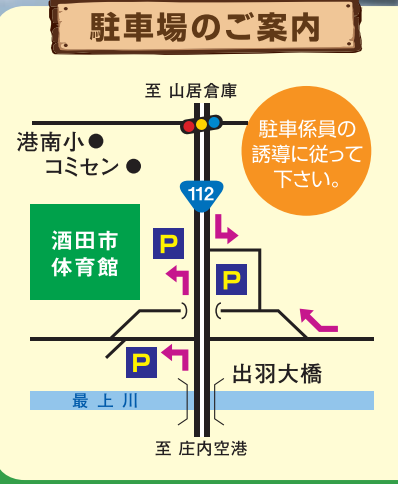 駐車場のご案内
至 山居倉庫
港南小
コミセン
駐車係員の
誘導に従って
下さい。
112
酒田市
体育館
P
P
P
出羽大橋
最上川
至 庄内空港